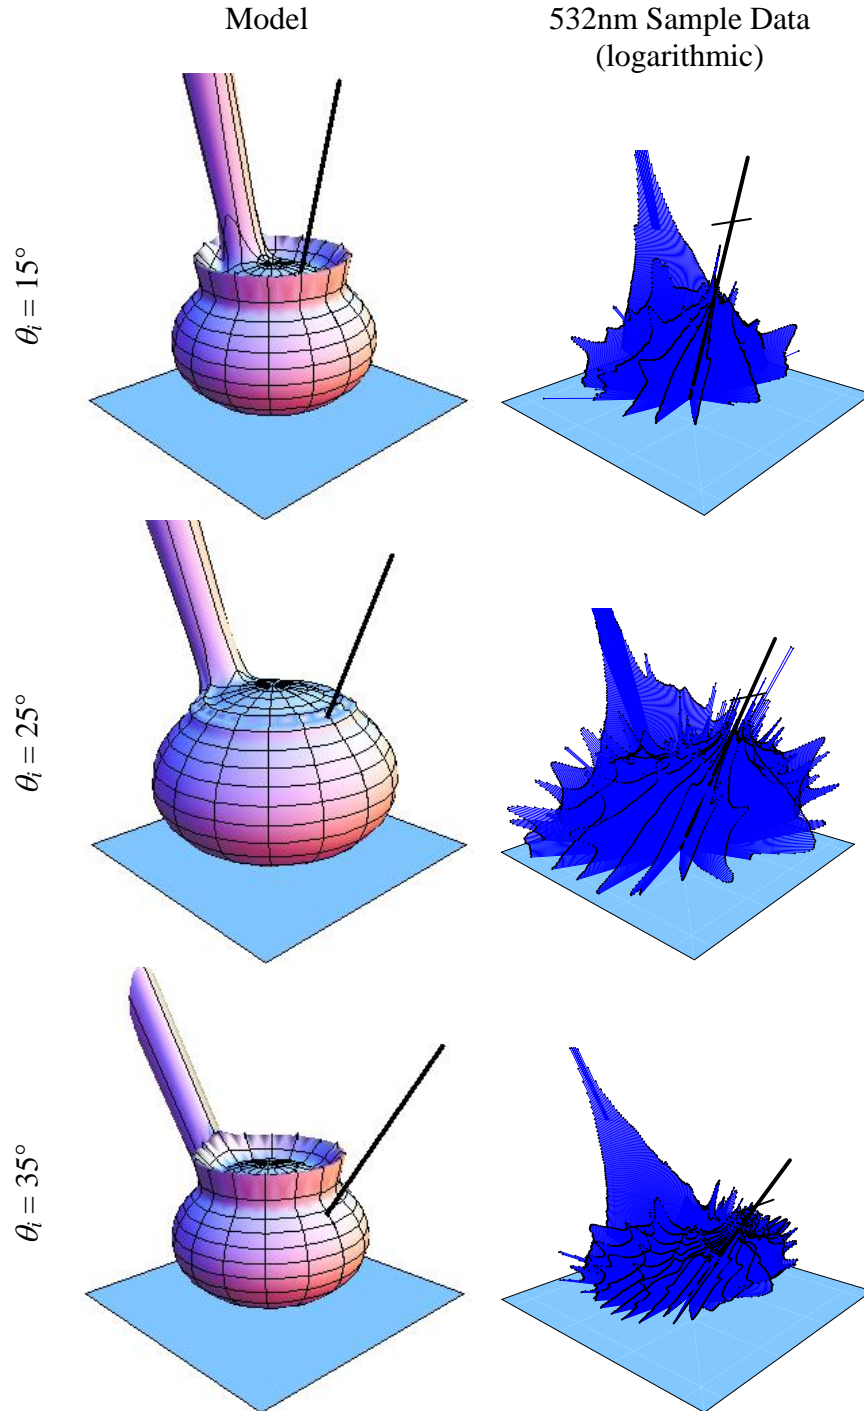 Model
532nm Sample Data
(logarithmic)
θi = 15°
θi = 25°
θi = 35°